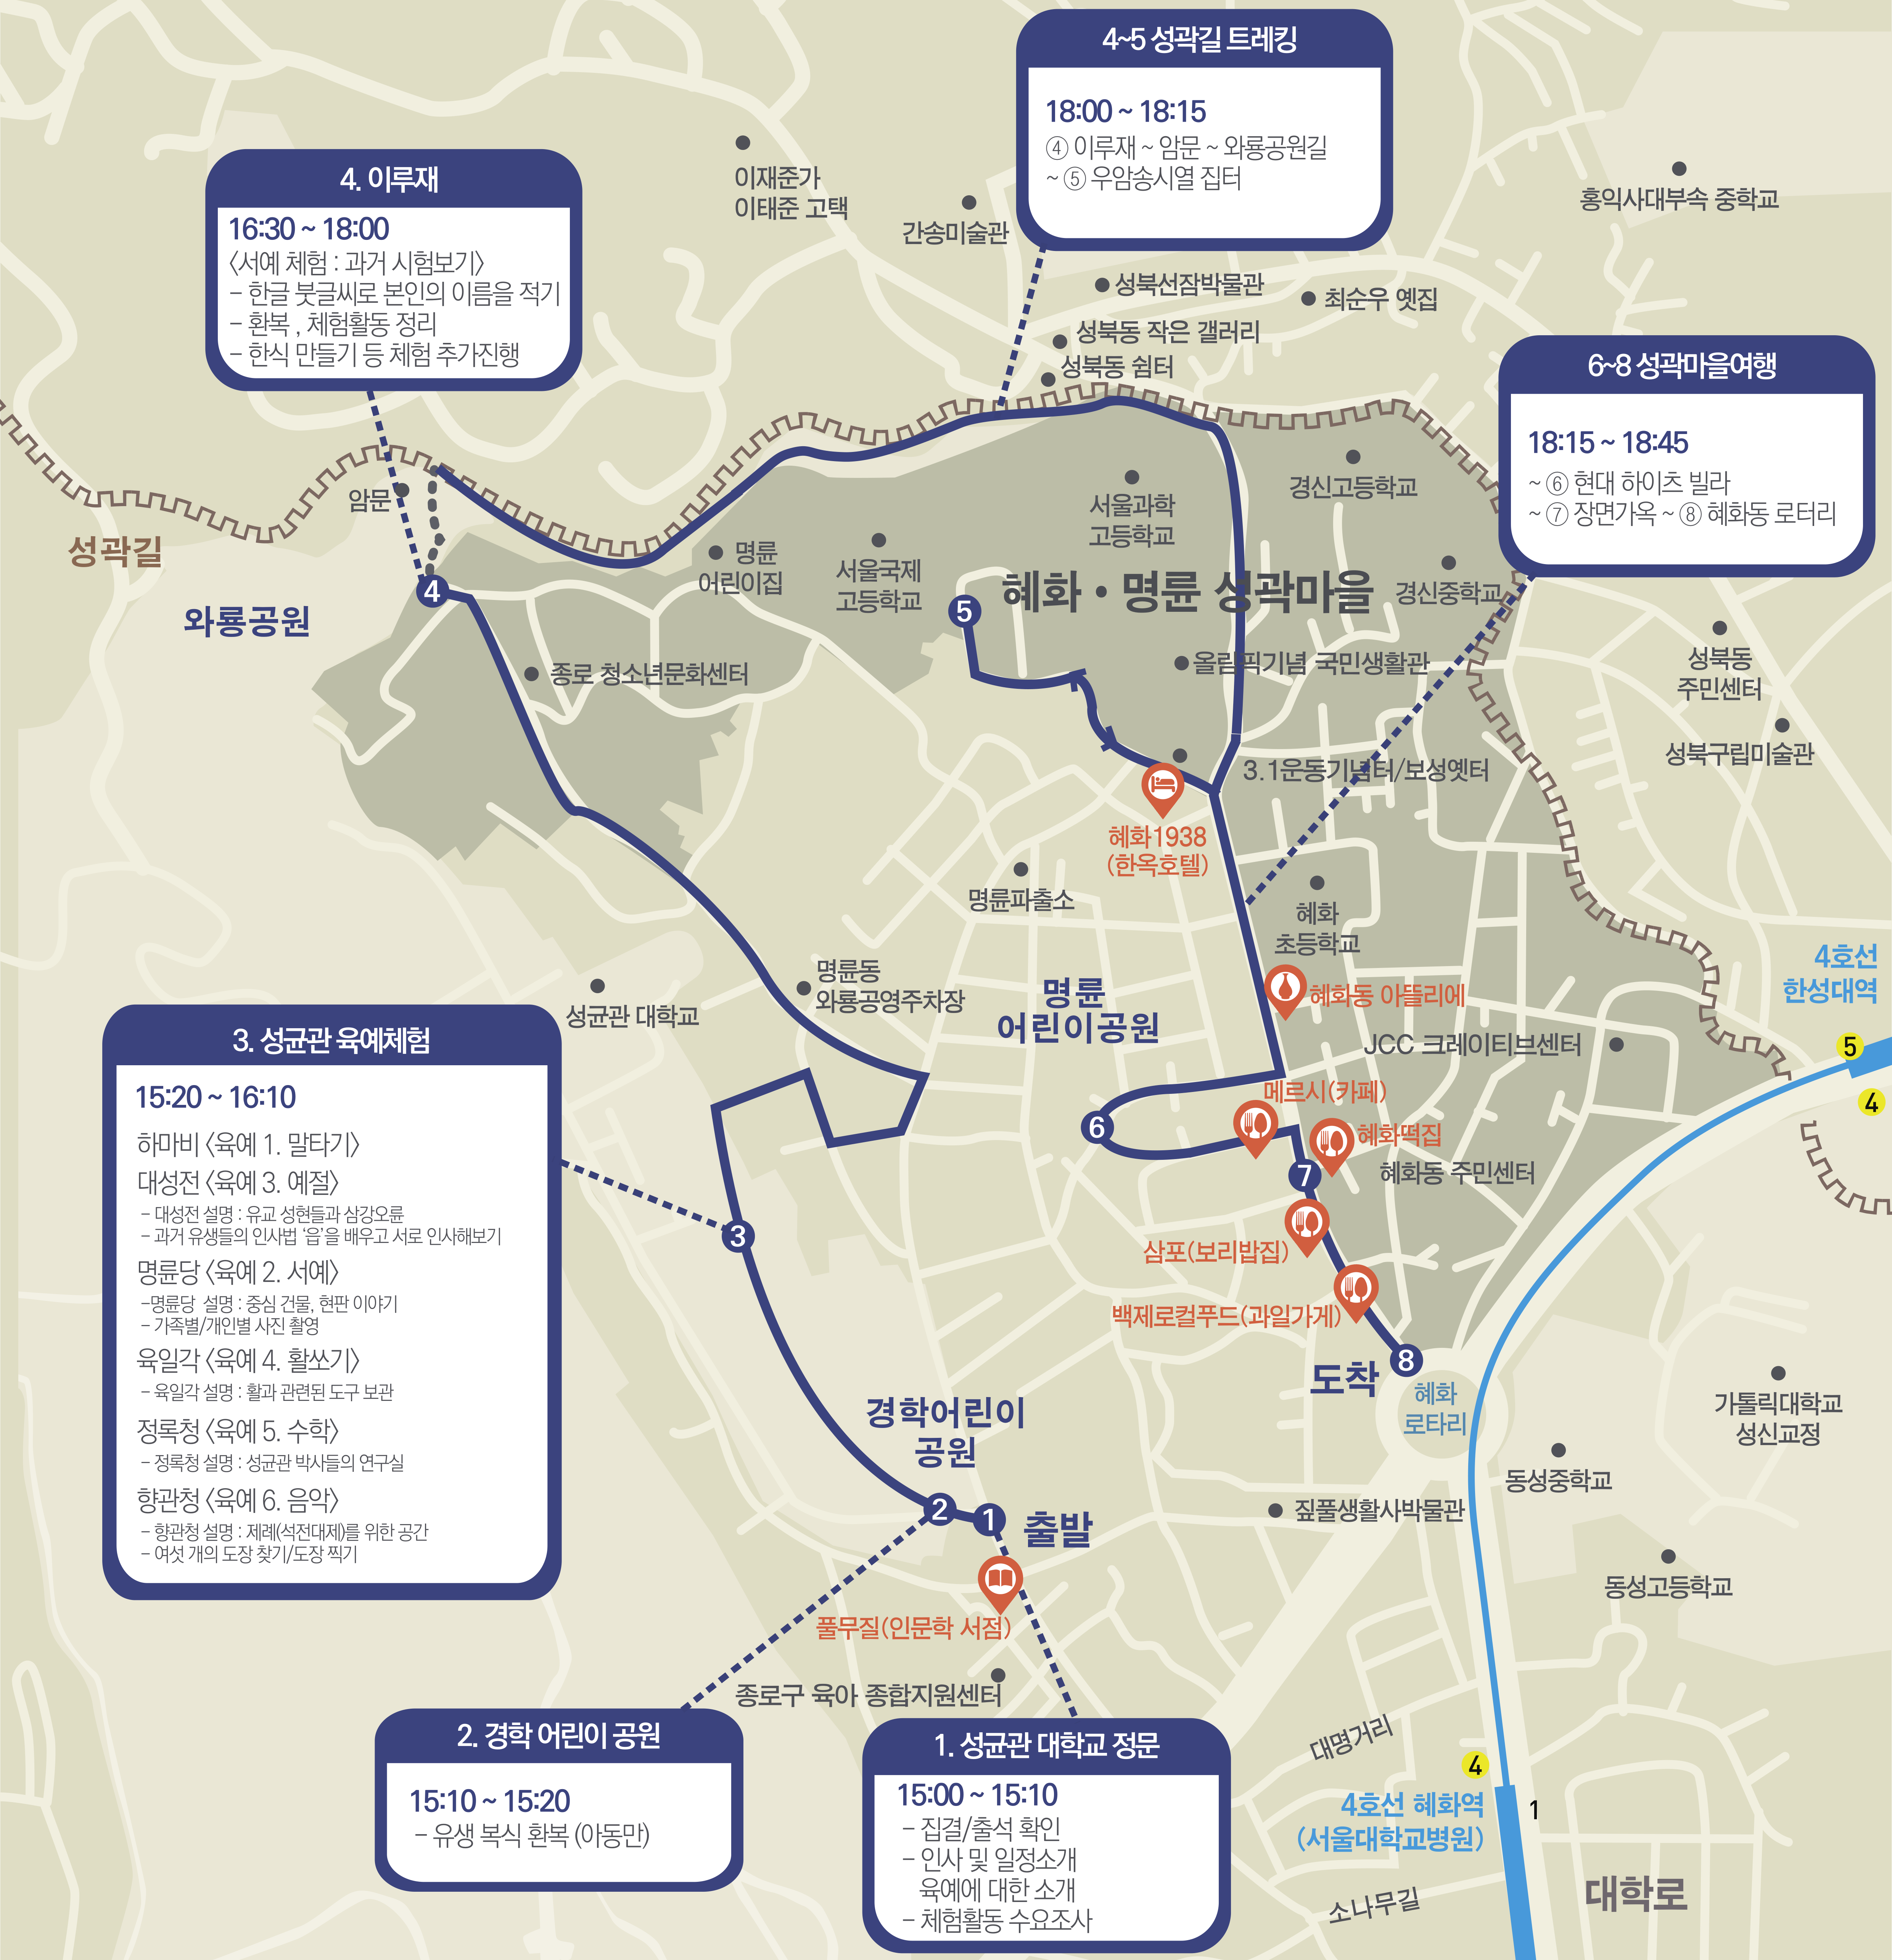 4~5 성곽길 트레킹
18:00 ~ 18:15
④ 이루재 ~ 암문 ~ 와룡공원길
~ ⑤ 우암송시열 집터
4. 이루재
16:30 ~ 18:00
〈서예 체험 : 과거 시험보기〉
- 한글 붓글씨로 본인의 이름을 적기
- 환복 , 체험활동 정리
- 한식 만들기 등 체험 추가진행
이재준가
이태준 고택
간송미술관
홍익사대부속 중학교
성북선잠박물관
최순우 옛집
성북동 작은 갤러리
성북동 쉼터
6~8 성곽마을여행
18:15 ~ 18:45
~ ⑥ 현대 하이츠 빌라
~ ⑦ 장면가옥 ~ ⑧ 혜화동 로터리
암문
성곽길
와룡공원
4
명륜
어린이집
서울국제
고등학교
서울과학
고등학교
경신고등학교
5
혜화 · 명륜 성곽마을
경신중학교
종로 청소년문화센터
올림픽기념 국민생활관
성북동
주민센터
성북구립미술관
3.1운동기념터/보성옛터
혜화1938
(한옥호텔)
명륜파출소
혜화
초등학교
4호선
한성대역
5
4
명륜동
와룡공영주차장
성균관 대학교
명륜
어린이공원
혜화동 아뜰리에
JCC 크레이티브센터
메르시(카페)
6
혜화떡집
7
혜화동 주민센터
삼포(보리밥집)
백제로컬푸드(과일가게)
3. 성균관 육예체험
15:20 ~ 16:10
하마비 〈육예 1. 말타기〉
대성전 〈육예 3. 예절〉
- 대성전 설명 : 유교 성현들과 삼강오륜
- 과거 유생들의 인사법 ‘읍’을 배우고 서로 인사해보기
명륜당 〈육예 2. 서예〉
-명륜당 설명 : 중심 건물, 현판 이야기
- 가족별/개인별 사진 촬영
육일각 〈육예 4. 활쏘기〉
- 육일각 설명 : 활과 관련된 도구 보관
정록청 〈육예 5. 수학〉
- 정록청 설명 : 성균관 박사들의 연구실
향관청 〈육예 6. 음악〉
- 향관청 설명 : 제례(석전대제)를 위한 공간
- 여섯 개의 도장 찾기/도장 찍기
3
도착
8
혜화
로타리
가톨릭대학교
성신교정
경학어린이
공원
2
1
출발
동성중학교
짚풀생활사박물관
동성고등학교
풀무질(인문학 서점)
종로구 육아 종합지원센터
2. 경학 어린이 공원
15:10 ~ 15:20
- 유생 복식 환복 (아동만)
1. 성균관 대학교 정문
15:00 ~ 15:10
- 집결/출석 확인
- 인사 및 일정소개
육예에 대한 소개
- 체험활동 수요조사
대명거리
4
4호선 혜화역
(서울대학교병원)
1
소나무길
대학로